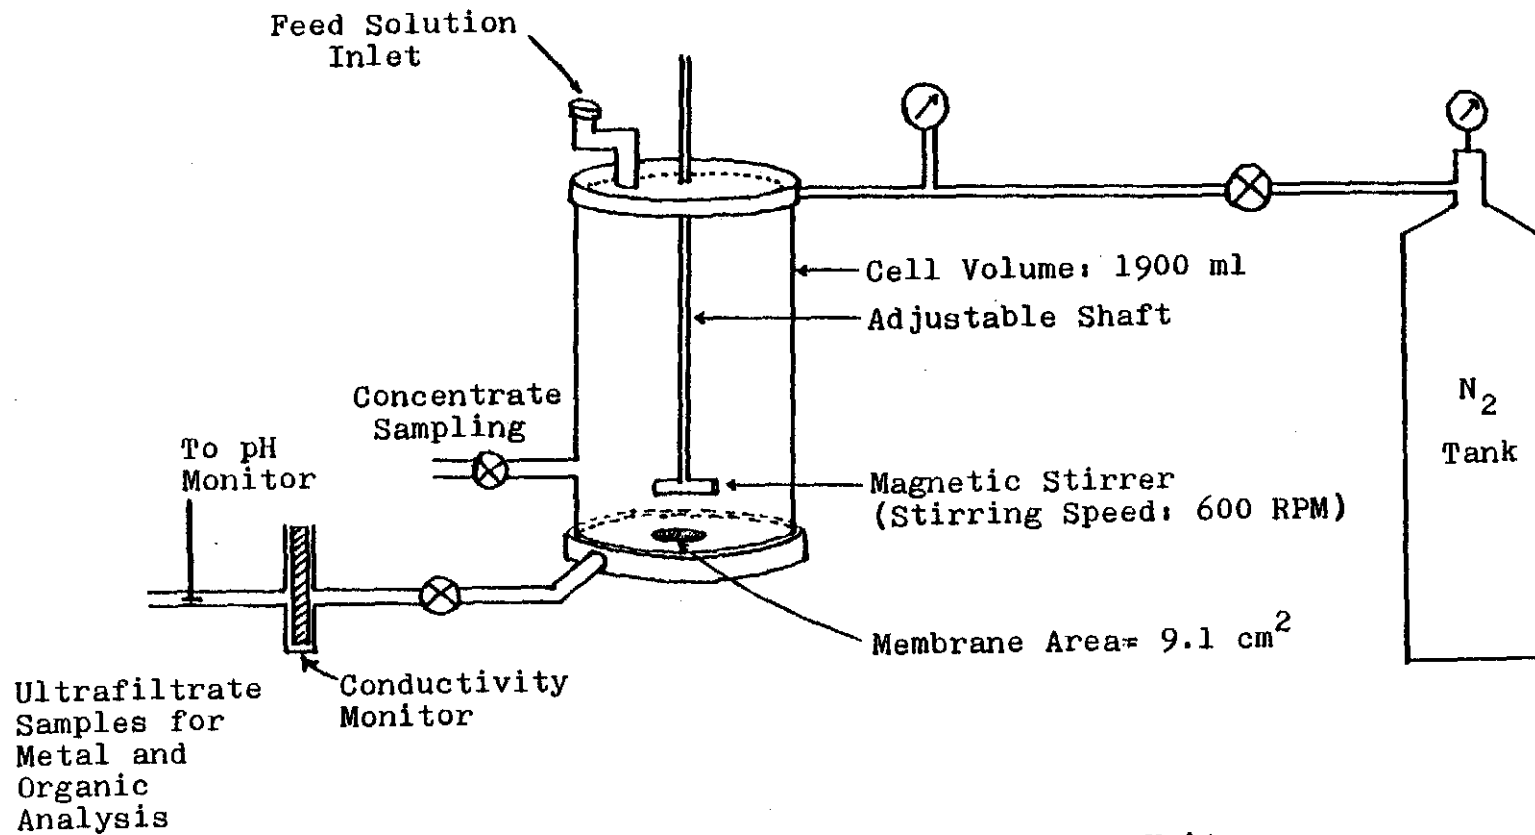 Feed Solution
Inlet
Cell Volume: 1900 ml
Adjustable Shaft
N2
Tank
Concentrate
Sampling
To pH
Monitor
Magnetic Stirrer
(Stirring Speed: 600 RPM)
Membrane Area= 9.1 cm2
Ultrafiltrate
Samples for
Metal and
Organic
Analysis
Conductivity
Monitor